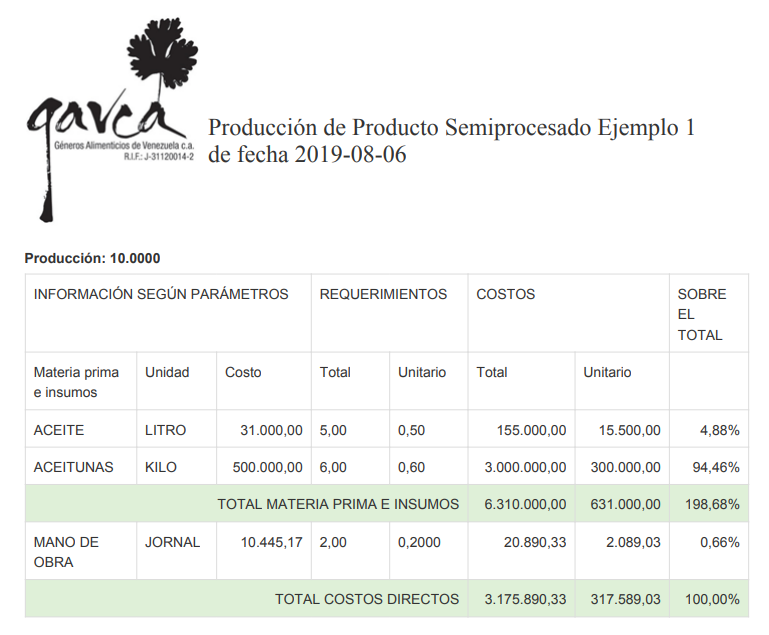 gavca
Géneros Alimenticios de Venezuela c.a.
R.I.F.: J-31120014-2
Producción de Producto Semiprocesado Ejemplo 1
de fecha 2019-08-06
Producción: 10.0000
INFORMACIÓN SEGÚN PARÁMETROS REQUERIMIENTOS COSTOS SOBRE
EL
TOTAL
Materia prima Unidad Costo Total Unitario Total Unitario
e insumos
ACEITE LITRO 31.000,00 5,00 0,50 155.000,00 15.500,00 4,88%
ACEITUNAS KILO 500.000,00 6,00 0,60 3.000.000,00 300.000,00 94,46%
TOTAL MATERIA PRIMA E INSUMOS 6.310.000,00 631.000,00 198,68%
MANO DE JORNAL 10.445,17 2,00 0,2000 20.890,33 2.089,03 0,66%
OBRA
TOTAL COSTOS DIRECTOS 3.175.890,33 317.589,03 100,00%